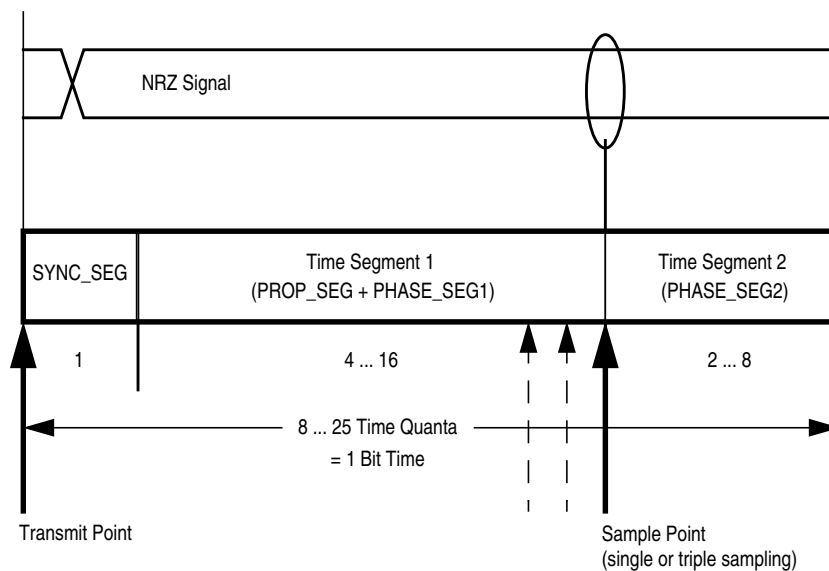 NRZ Signal
SYNC_SEG
Time Segment 1
(PROP_SEG + PHASE_SEG1)
Time Segment 2
(PHASE_SEG2)
1
4 ... 16
2 ... 8
8 ... 25 Time Quanta
= 1 Bit Time
Transmit Point
Sample Point
(single or triple sampling)